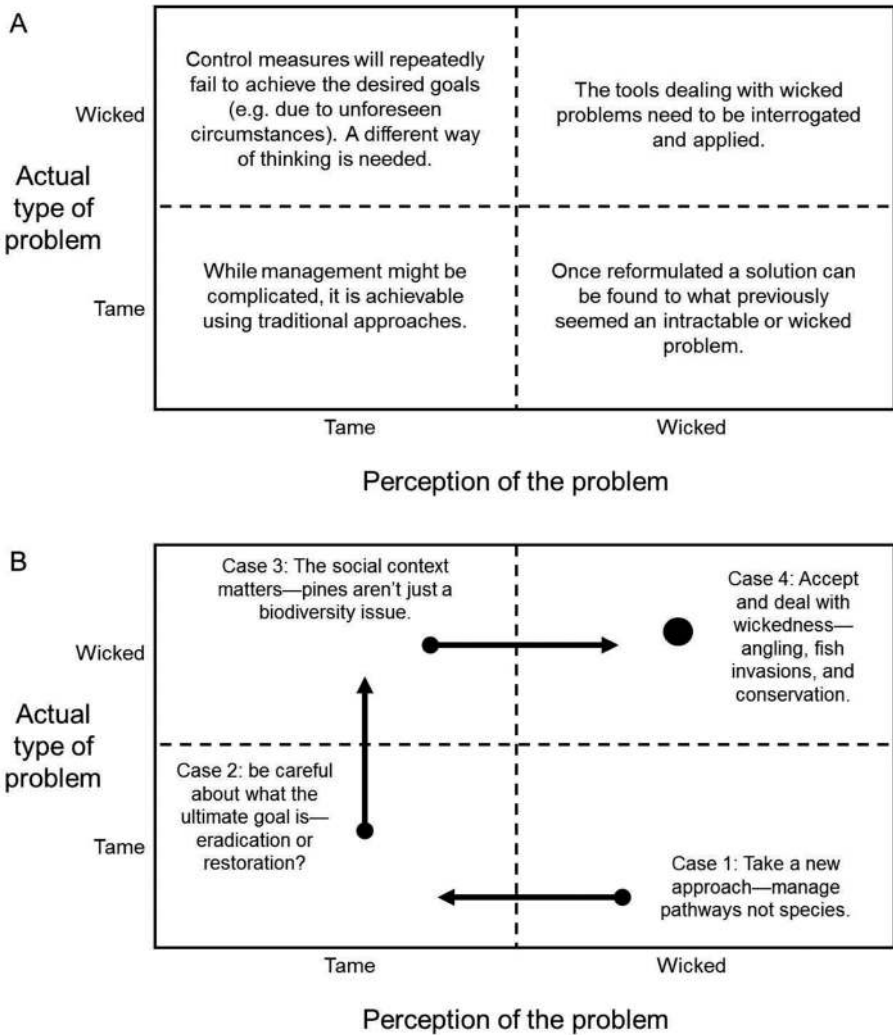 A
Wicked
Actual
type of
problem
Tame
Control measures will repeatedly
fail to achieve the desired goals
(e.g. due to unforeseen
circumstances). A different way
of thinking is needed.
The tools dealing with wicked
problems need to be interrogated
and applied.
While management might be
complicated, it is achievable
using traditional approaches.
Once reformulated a solution can
be found to what previously
seemed an intractable or wicked
problem.
Tame
Wicked
Perception of the problem
B
Wicked
Actual
type of
problem
Tame
Case 3: The social context
matters—pines aren't just a
biodiversity issue.
Case 4: Accept
and deal with
wickedness—
angling, fish
invasions, and
conservation.
Case 2: be careful
about what the
ultimate goal is—
eradication or
restoration?
Case 1: Take a new
approach—manage
pathways not species.
Tame
Wicked
Perception of the problem